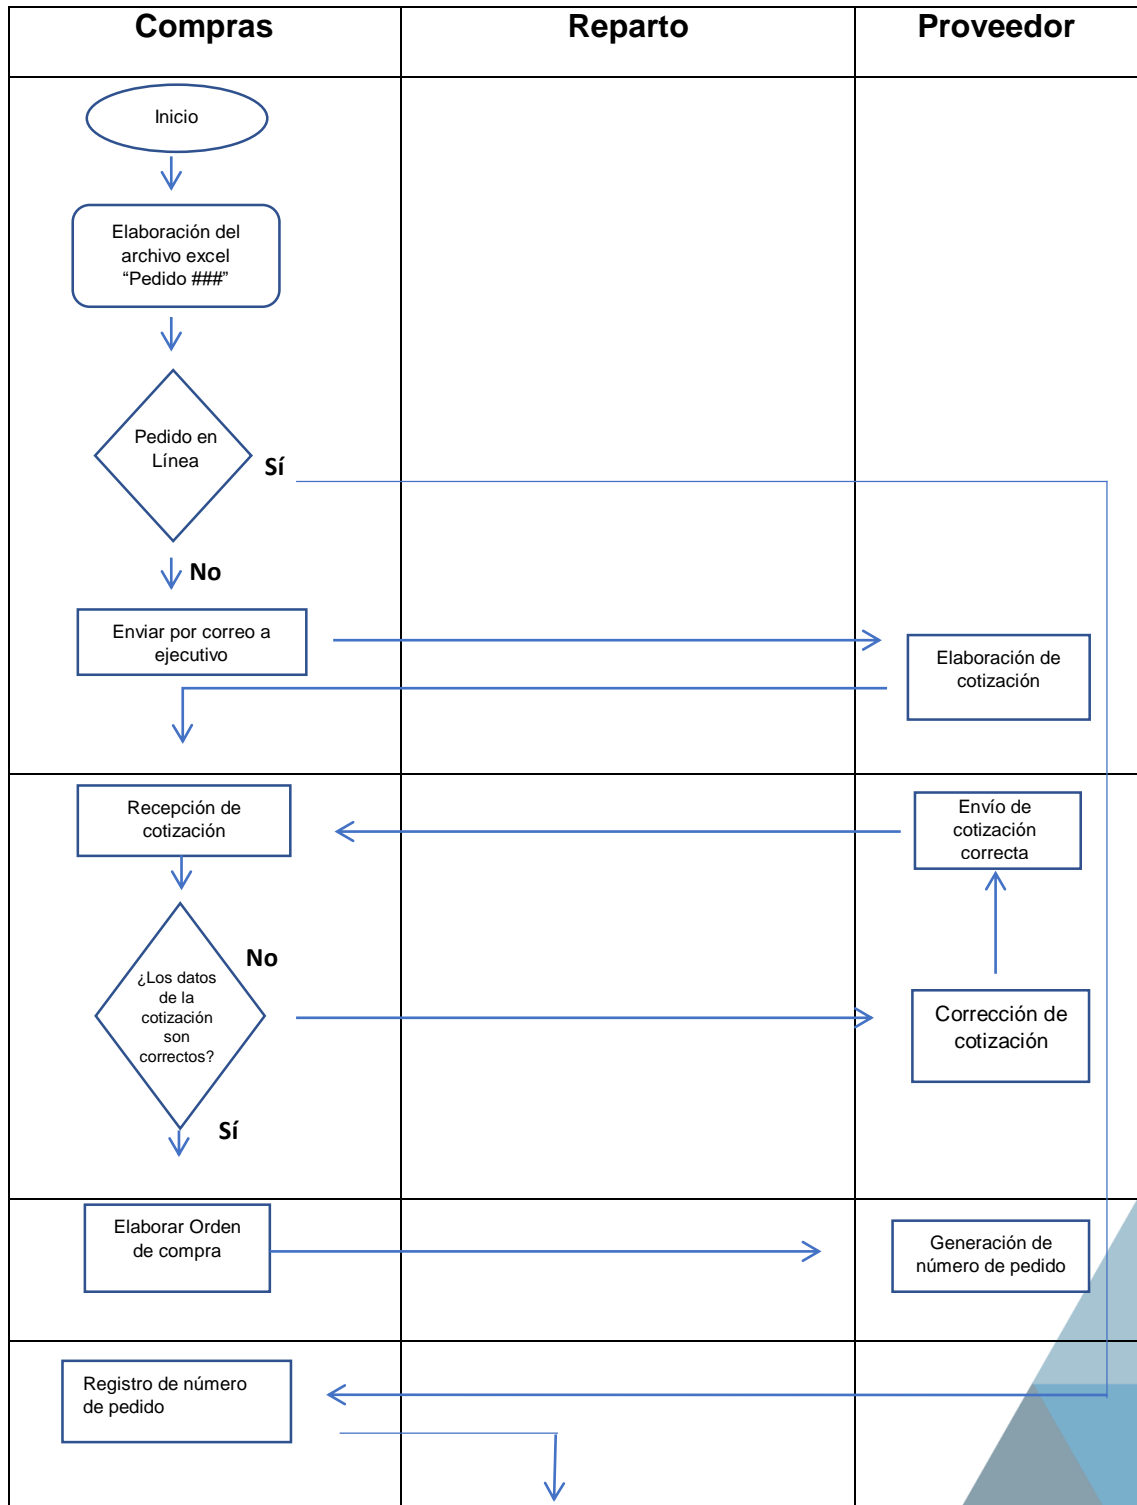 Compras
Reparto
Proveedor
Inicio
Elaboración del
archivo excel
“Pedido ###”
Pedido en
Línea
Sí
No
Enviar por correo a
ejecutivo
Elaboración de
cotización
Recepción de
cotización
Envío de
cotización
correcta
No
¿Los datos
de la
cotización
son
correctos?
Corrección de
cotización
Sí
Elaborar Orden
de compra
Generación de
número de pedido
Registro de número
de pedido